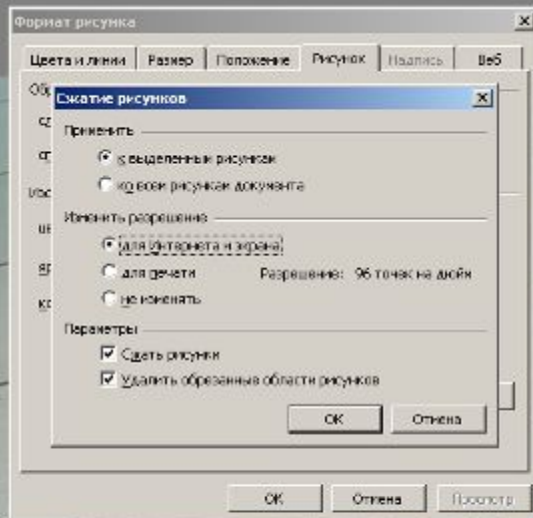 Формат рисунка
Цвета и линии Размер Положение Рисунок Надпись Веб
Сжатие рисунков
Применить
к выделенным рисункам
ко всем рисункам документа
Изменить разрешение
для Интернета и экрана
для печати Разрешение: 96 точек на дюйм
не изменять
Параметры
Сжать рисунки
Удалить обрезанные области рисунков
ОК Отмена
ОК Отмена Просмотр